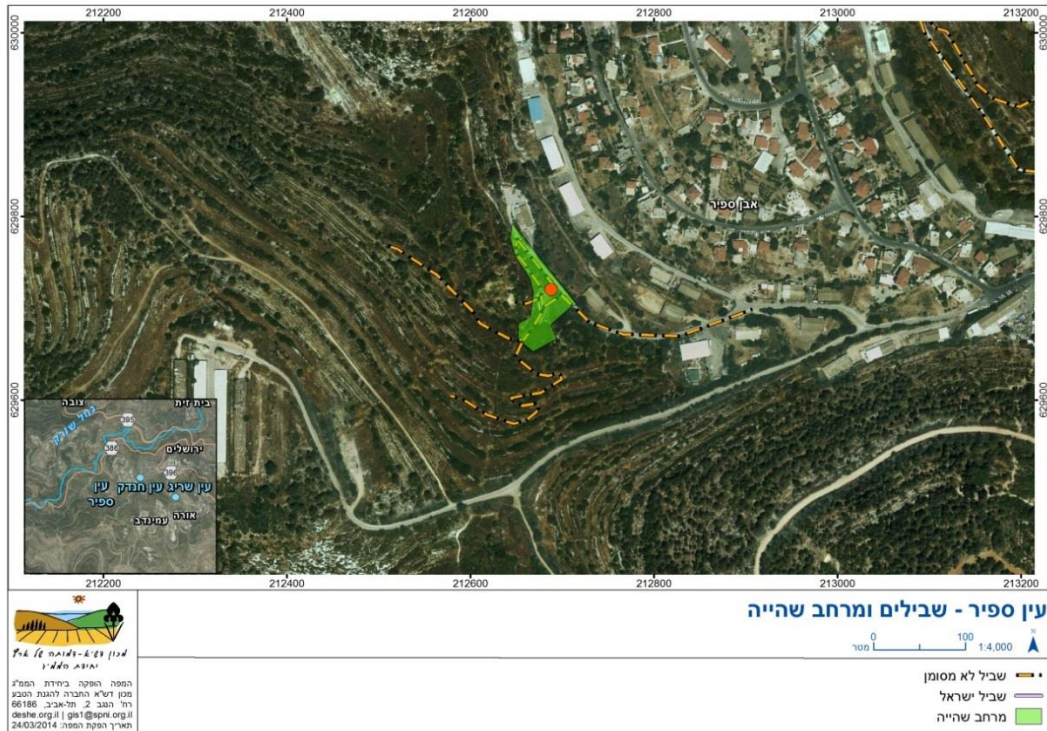 212200 212400 212600 212800 213000 213200
630000 630000
629800 629800
629600 629600
אבן ספיר
צובה
בית זית
נחל שורק
395
386
ירושלים
396
עין ספיר
עין חנדק
עין שריג
אורה
עמינדב
212200 212400 212600 212800 213000 213200
עין ספיר - שבילים ומרחב שהייה
0 100
מטר
1:4,000
שביל לא מסומן
שביל ישראל
מרחב שהייה
מכון דש"א-דמותה של ארץ
יחידת הממ"ג
המפה הופקה ביחידת הממ"ג
מכון דש"א החברה להגנת הטבע
רח' הנגב 2, תל-אביב, 66186
deshe.org.il | gis1@spni.org.il
תאריך הפקת המפה: 24/03/2014